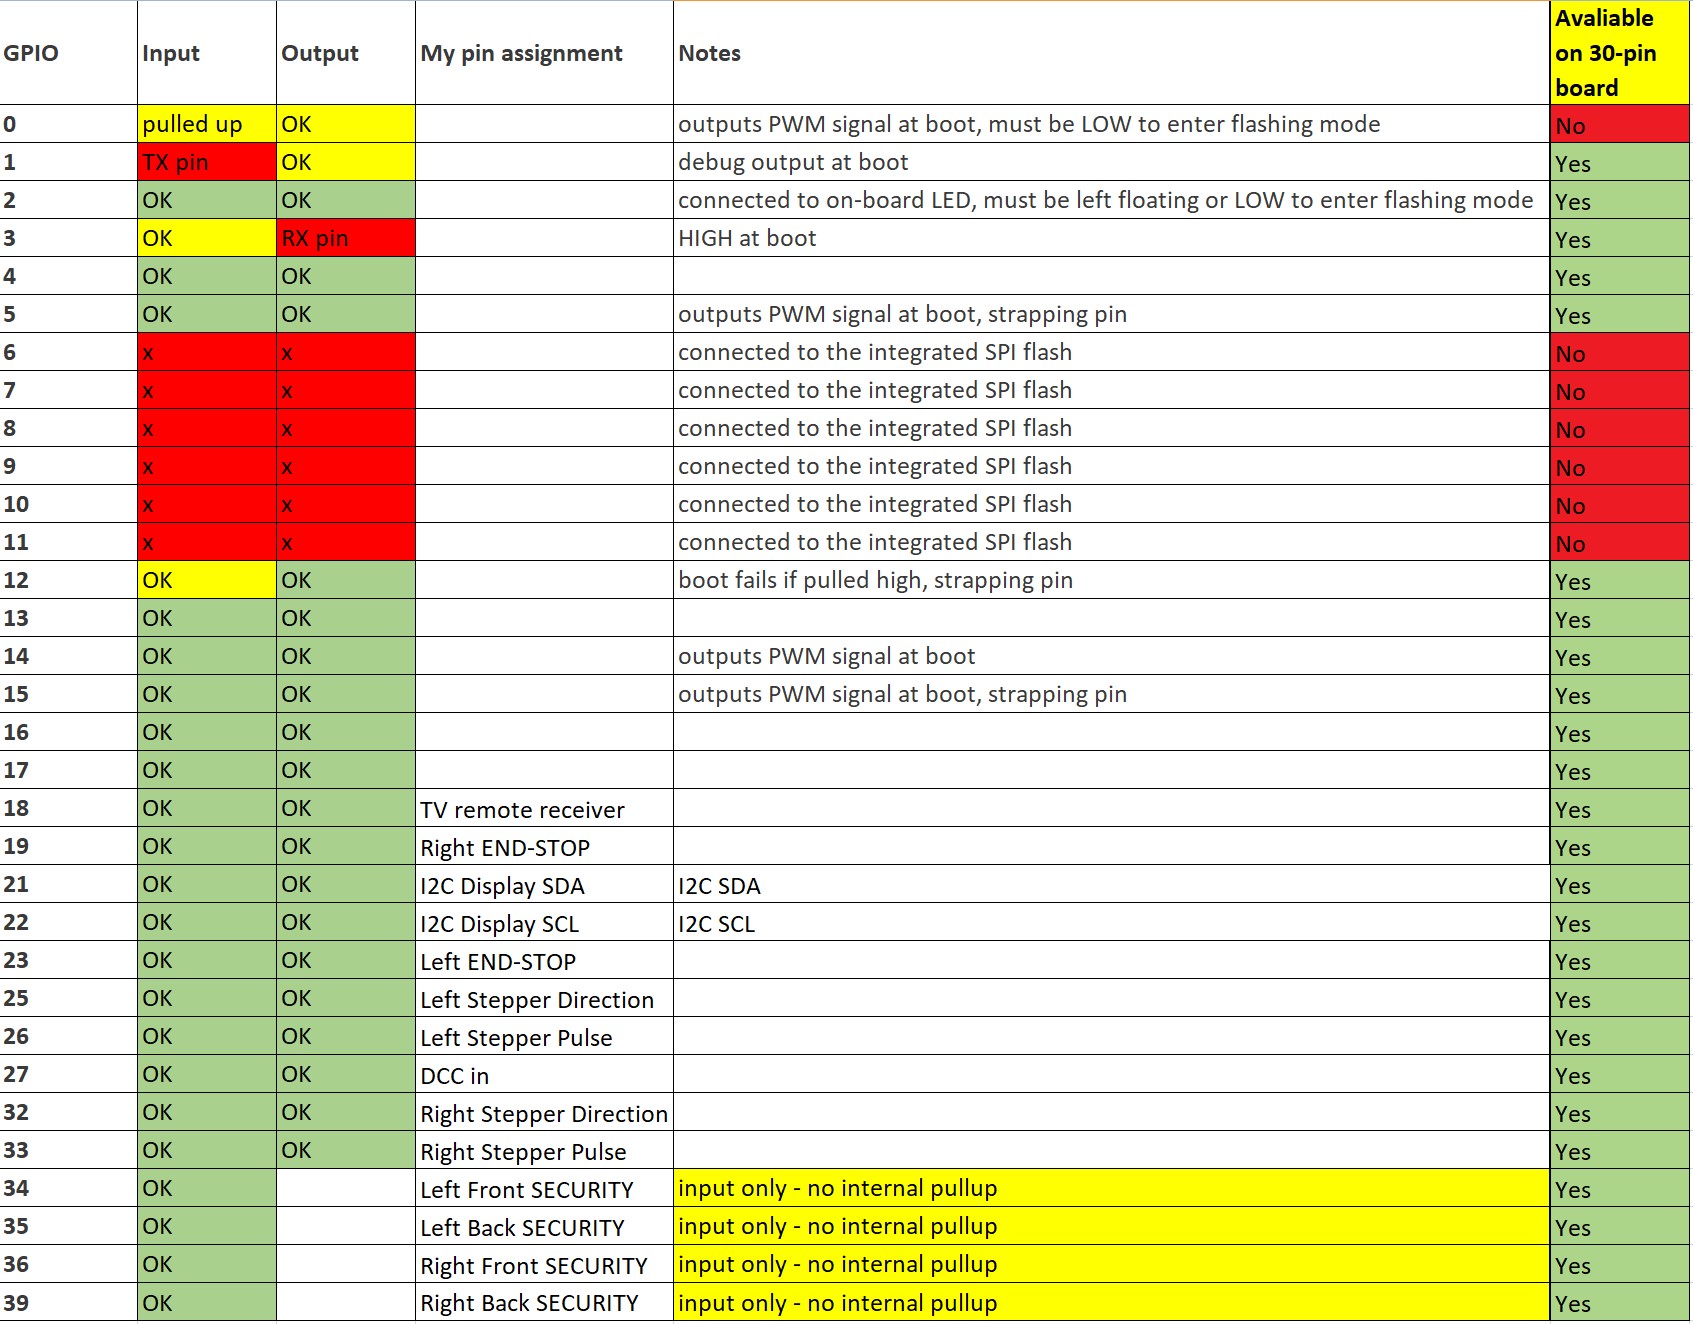 GPIO Input Output My pin assignment Notes Avaliable on 30-pin board
0 pulled up OK outputs PWM signal at boot, must be LOW to enter flashing mode No
1 TX pin OK debug output at boot Yes
2 OK OK connected to on-board LED, must be left floating or LOW to enter flashing mode Yes
3 OK RX pin HIGH at boot Yes
4 OK OK Yes
5 OK OK outputs PWM signal at boot, strapping pin Yes
6 x x connected to the integrated SPI flash No
7 x x connected to the integrated SPI flash No
8 x x connected to the integrated SPI flash No
9 x x connected to the integrated SPI flash No
10 x x connected to the integrated SPI flash No
11 x x connected to the integrated SPI flash No
12 OK OK boot fails if pulled high, strapping pin Yes
13 OK OK Yes
14 OK OK outputs PWM signal at boot Yes
15 OK OK outputs PWM signal at boot, strapping pin Yes
16 OK OK Yes
17 OK OK Yes
18 OK OK TV remote receiver Yes
19 OK OK Right END-STOP Yes
21 OK OK I2C Display SDA I2C SDA Yes
22 OK OK I2C Display SCL I2C SCL Yes
23 OK OK Left END-STOP Yes
25 OK OK Left Stepper Direction Yes
26 OK OK Left Stepper Pulse Yes
27 OK OK DCC in Yes
32 OK OK Right Stepper Direction Yes
33 OK OK Right Stepper Pulse Yes
34 OK Left Front SECURITY input only - no internal pullup Yes
35 OK Left Back SECURITY input only - no internal pullup Yes
36 OK Right Front SECURITY input only - no internal pullup Yes
39 OK Right Back SECURITY input only - no internal pullup Yes